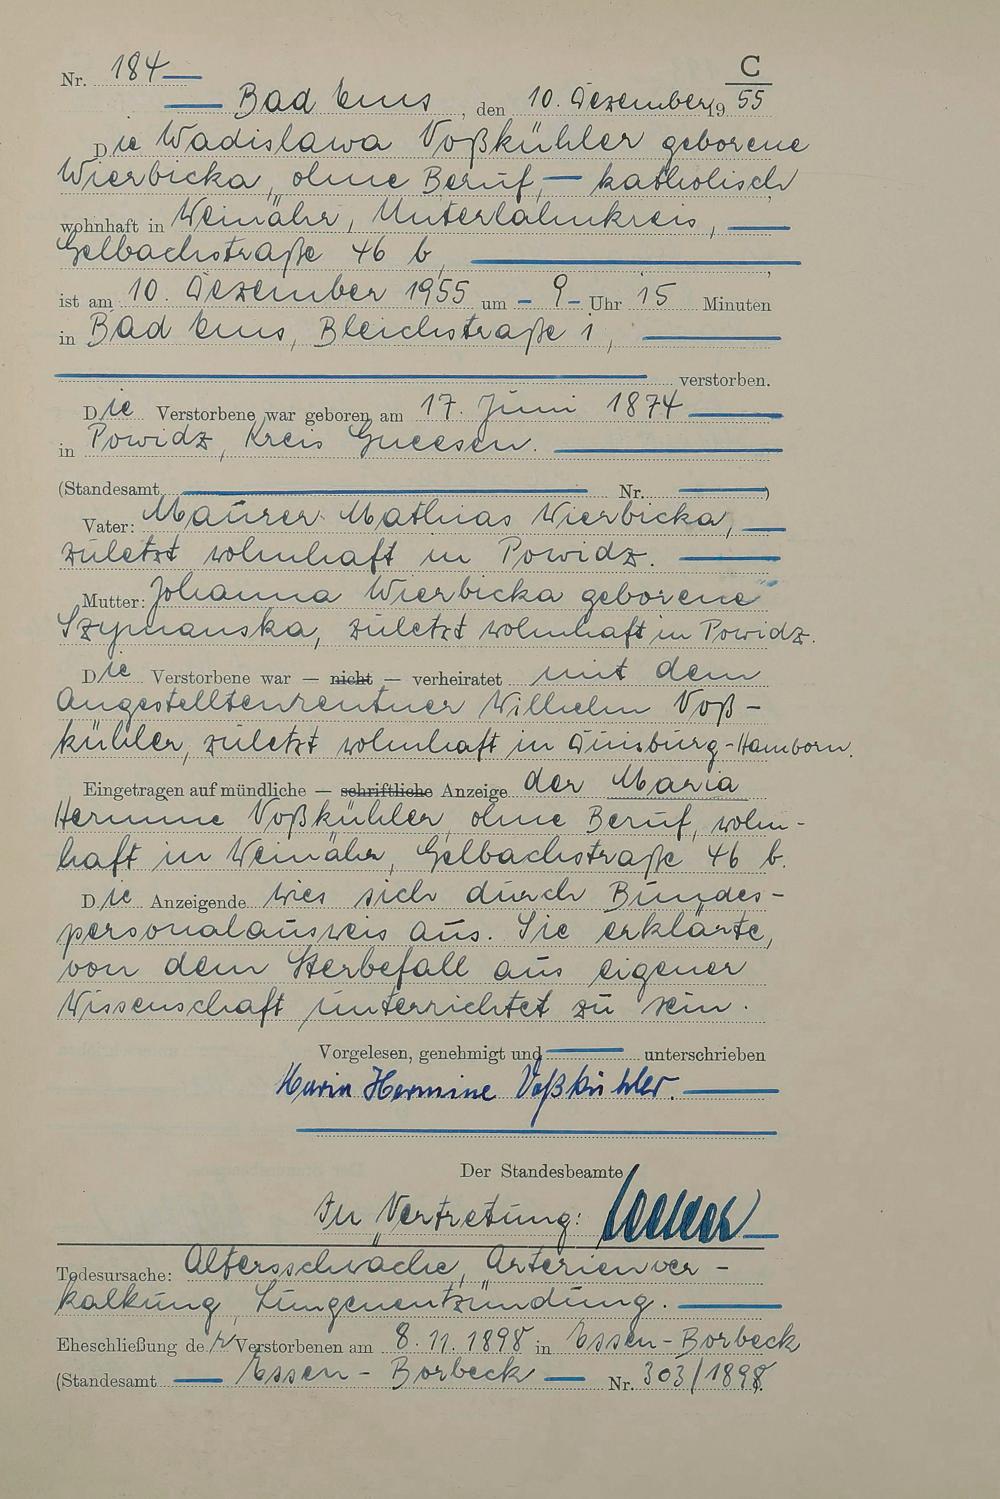 C
Nr. 184
Bad Ems, den 10. Dezember 1955
Die Wadislawa Voßkühler geborene
Wierbicka, ohne Beruf, — katholisch
wohnhaft in Weinähr, Unterlahnkreis,
Gelbachstraße 46 b,
ist am 10. Dezember 1955 um 9 Uhr 15 Minuten
in Bad Ems, Bleichstraße 1,
verstorben.
Die Verstorbene war geboren am 17. Juni 1874
in Powidz, Kreis Gneesen.
(Standesamt Nr. )
Vater: Maurer Mathias Wierbicka,
zuletzt wohnhaft in Powidz.
Mutter: Johanna Wierbicka geborene
Szymanska, zuletzt wohnhaft in Powidz.
Die Verstorbene war — nicht — verheiratet mit dem
Angestelltenrentner Wilhelm Voß-
kühler, zuletzt wohnhaft in Duisburg-Hamborn.
Eingetragen auf mündliche — schriftliche Anzeige der Maria
Hermine Voßkühler, ohne Beruf, wohn-
haft in Weinähr, Gelbachstraße 46 b.
Die Anzeigende wies sich durch Bundes-
personalausweis aus. Sie erklärte,
von dem Sterbefall aus eigener
Wissenschaft unterrichtet zu sein.
Vorgelesen, genehmigt und unterschrieben
Maria Hermine Voßkühler.
Der Standesbeamte
In Vertretung:
Todesursache: Altersschwäche, Arterienver-
kalkung, Lungenentzündung.
Eheschließung der Verstorbenen am 8.11.1898 in Essen-Borbeck
(Standesamt Essen-Borbeck Nr. 303/1898